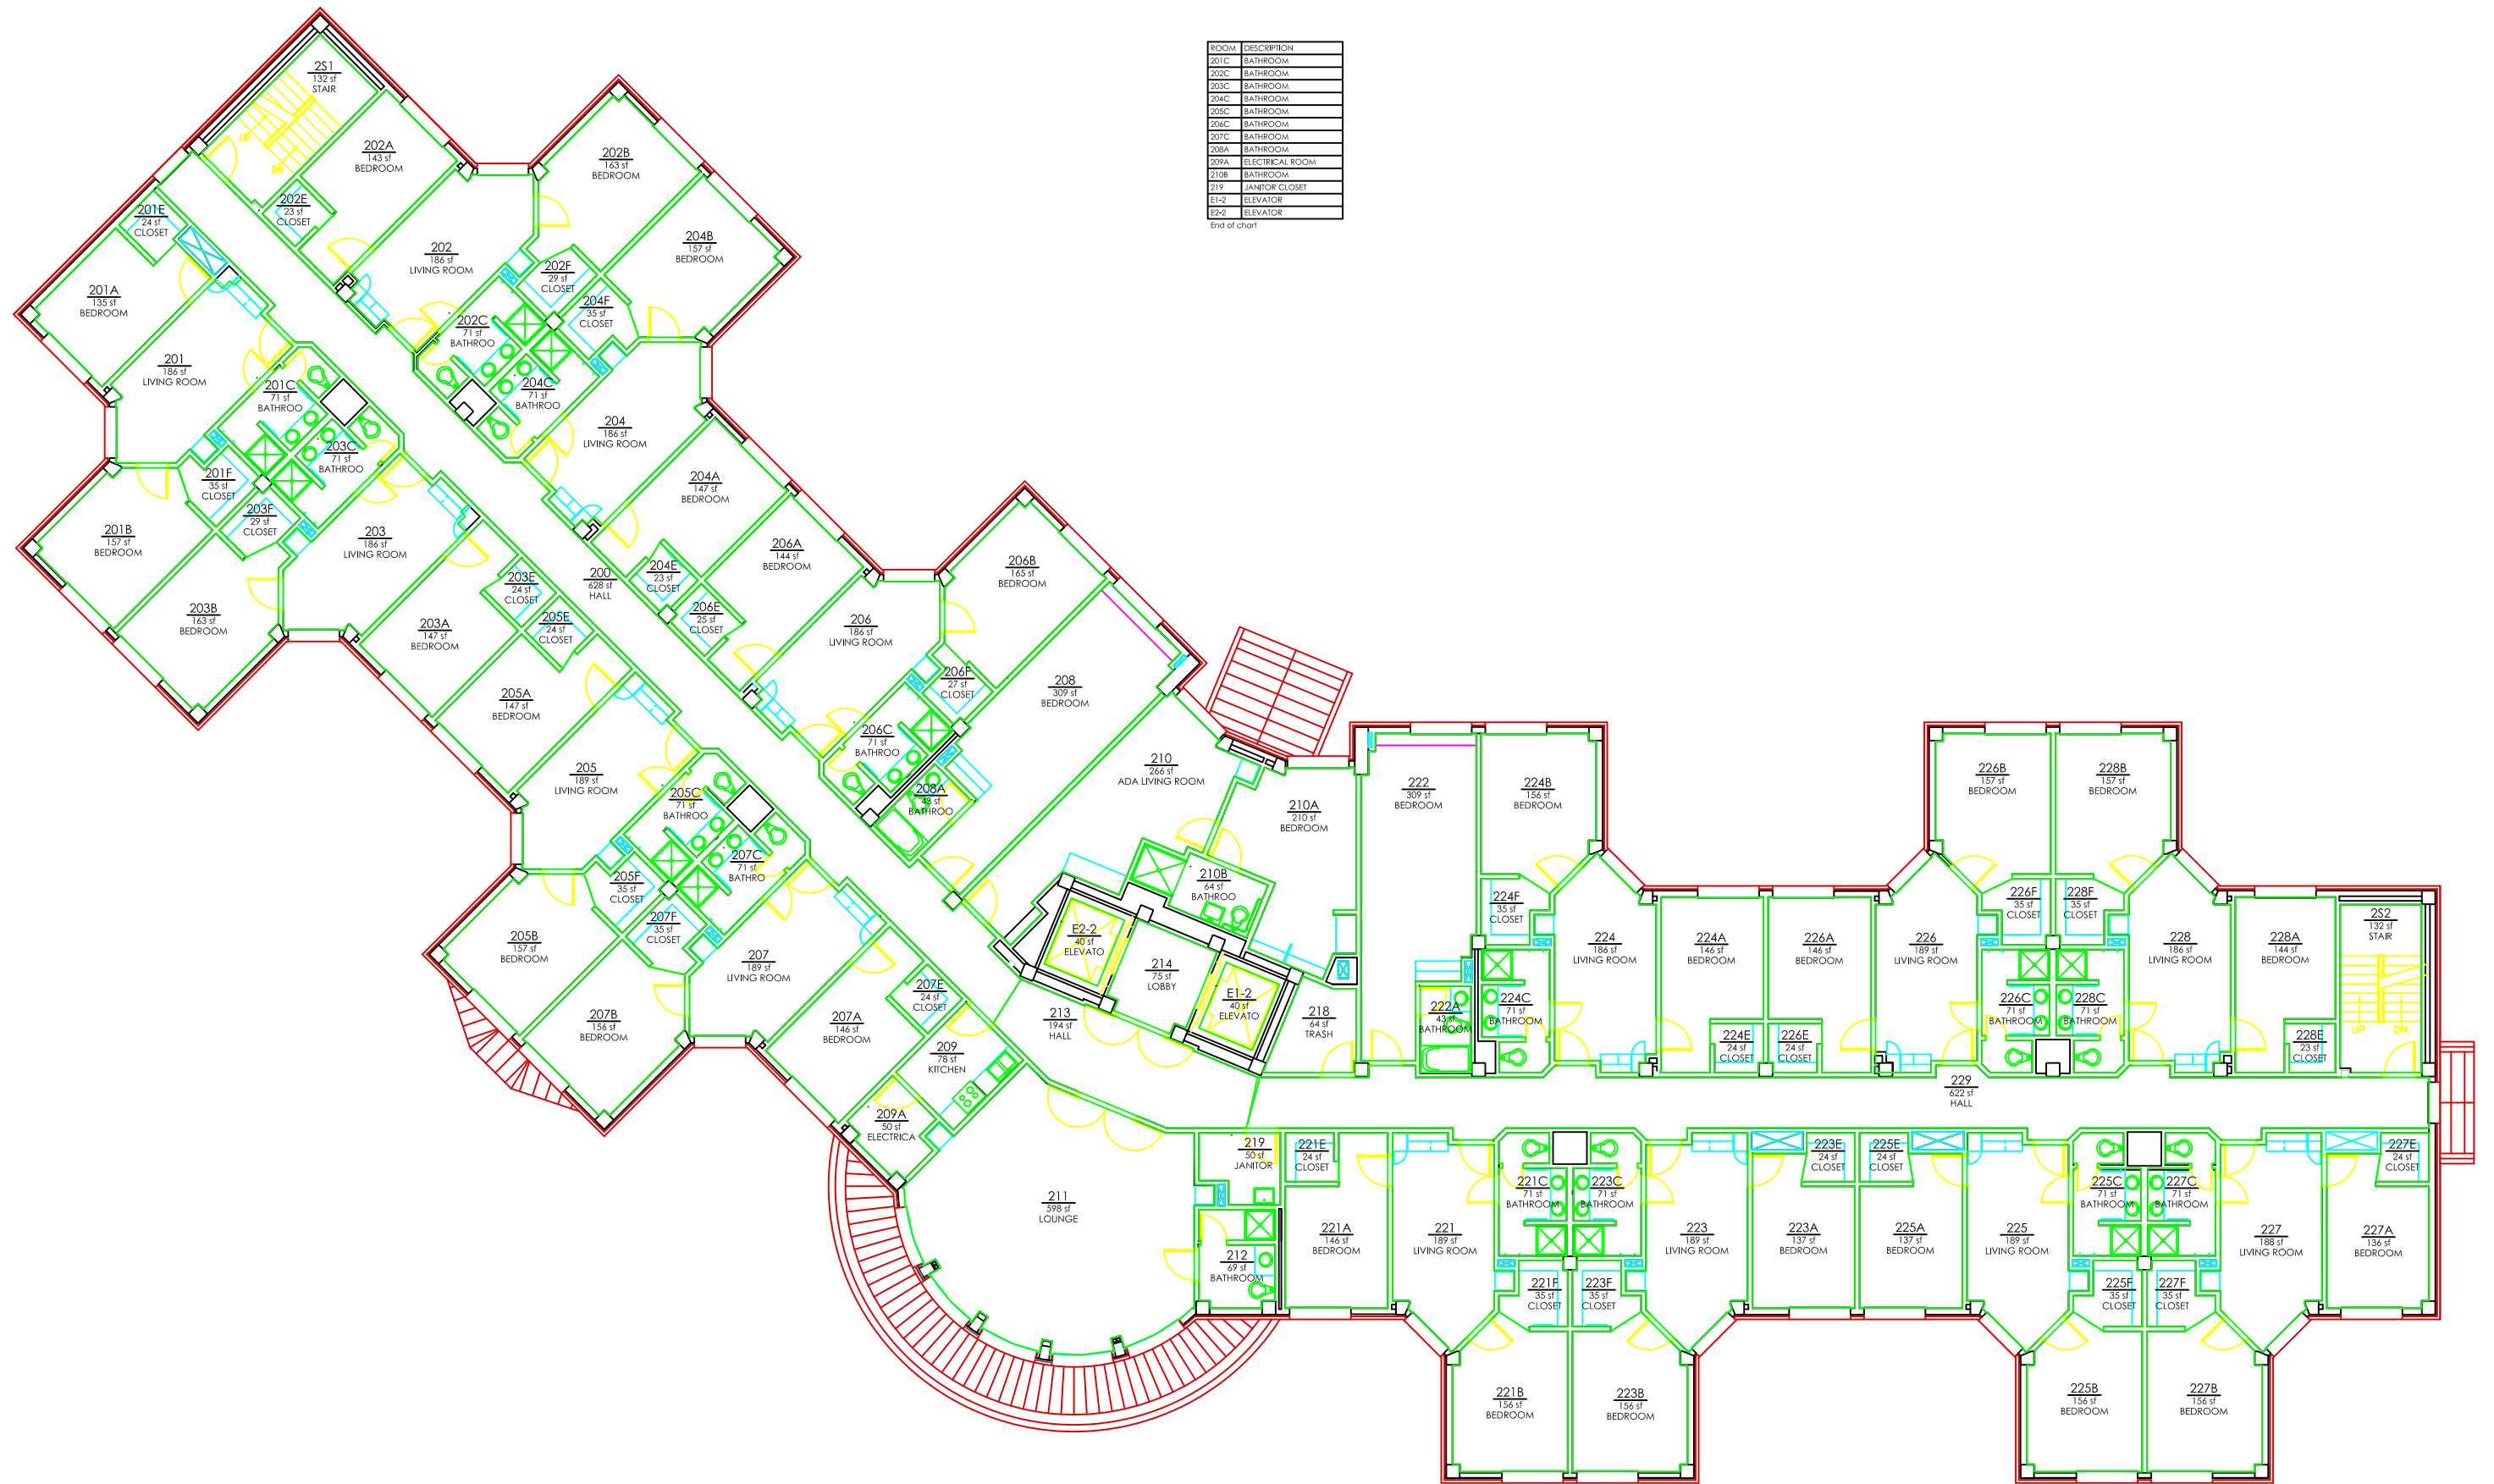 ROOM DESCRIPTION
201C BATHROOM
202C BATHROOM
203C BATHROOM
204C BATHROOM
205C BATHROOM
206C BATHROOM
207C BATHROOM
208A BATHROOM
209A ELECTRICAL ROOM
210B BATHROOM
219 JANITOR CLOSET
E1-2 ELEVATOR
E2-2 ELEVATOR
End of chart
2S1
132 sf
STAIR
UP
DN
202A
143 sf
BEDROOM
202B
163 sf
BEDROOM
202E
23 sf
CLOSET
201E
24 sf
CLOSET
202
186 sf
LIVING ROOM
204B
157 sf
BEDROOM
202F
29 sf
CLOSET
201A
135 sf
BEDROOM
204F
35 sf
CLOSET
202C
71 sf
BATHROO
201
186 sf
LIVING ROOM
201C
71 sf
BATHROO
204C
71 sf
BATHROO
204
186 sf
LIVING ROOM
203C
71 sf
BATHROO
201F
35 sf
CLOSET
204A
147 sf
BEDROOM
203F
29 sf
CLOSET
201B
157 sf
BEDROOM
203
186 sf
LIVING ROOM
206A
144 sf
BEDROOM
206B
165 sf
BEDROOM
204E
23 sf
CLOSET
200
628 sf
HALL
203E
24 sf
CLOSET
203B
163 sf
BEDROOM
206E
25 sf
CLOSET
205E
24 sf
CLOSET
203A
147 sf
BEDROOM
206
186 sf
LIVING ROOM
206F
27 sf
CLOSET
208
309 sf
BEDROOM
205A
147 sf
BEDROOM
206C
71 sf
BATHROO
210
266 sf
ADA LIVING ROOM
205
189 sf
LIVING ROOM
208A
43 sf
BATHROO
205C
71 sf
BATHROO
210A
210 sf
BEDROOM
222
309 sf
BEDROOM
224B
156 sf
BEDROOM
226B
157 sf
BEDROOM
228B
157 sf
BEDROOM
207C
71 sf
BATHRO
205F
35 sf
CLOSET
210B
64 sf
BATHROO
224F
35 sf
CLOSET
226F
35 sf
CLOSET
228F
35 sf
CLOSET
2S2
132 sf
STAIR
UP
DN.
207F
35 sf
CLOSET
205B
157 sf
BEDROOM
E2-2
40 sf
ELEVATO
224
186 sf
LIVING ROOM
224A
146 sf
BEDROOM
226A
146 sf
BEDROOM
226
189 sf
LIVING ROOM
228
186 sf
LIVING ROOM
228A
144 sf
BEDROOM
207
189 sf
LIVING ROOM
214
75 sf
LOBBY
207E
24 sf
CLOSET
E1-2
40 sf
ELEVATO
222A
43 sf
BATHROOM
224C
71 sf
BATHROOM
226C
71 sf
BATHROOM
228C
71 sf
BATHROOM
207B
156 sf
BEDROOM
207A
146 sf
BEDROOM
213
194 sf
HALL
218
64 sf
TRASH
224E
24 sf
CLOSET
226E
24 sf
CLOSET
228E
23 sf
CLOSET
209
78 sf
KITCHEN
229
622 sf
HALL
209A
50 sf
ELECTRICA
219
50 sf
JANITOR
221E
24 sf
CLOSET
223E
24 sf
CLOSET
225E
24 sf
CLOSET
227E
24 sf
CLOSET
221C
71 sf
BATHROOM
223C
71 sf
BATHROOM
225C
71 sf
BATHROOM
227C
71 sf
BATHROOM
211
598 sf
LOUNGE
221A
146 sf
BEDROOM
221
189 sf
LIVING ROOM
223
189 sf
LIVING ROOM
223A
137 sf
BEDROOM
225A
137 sf
BEDROOM
225
189 sf
LIVING ROOM
227
188 sf
LIVING ROOM
227A
136 sf
BEDROOM
212
69 sf
BATHROOM
221F
35 sf
CLOSET
223F
35 sf
CLOSET
225F
35 sf
CLOSET
227F
35 sf
CLOSET
221B
156 sf
BEDROOM
223B
156 sf
BEDROOM
225B
156 sf
BEDROOM
227B
156 sf
BEDROOM